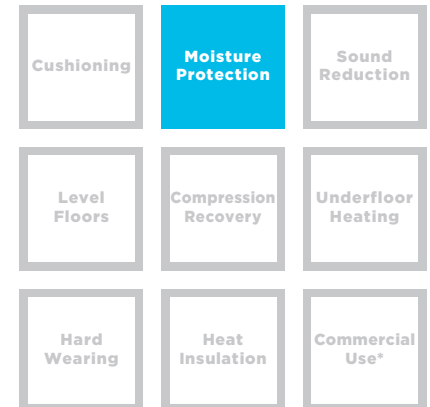 Cushioning
Moisture
Protection
Sound
Reduction
Level
Floors
Compression
Recovery
Underfloor
Heating
Hard
Wearing
Heat
Insulation
Commercial
Use*